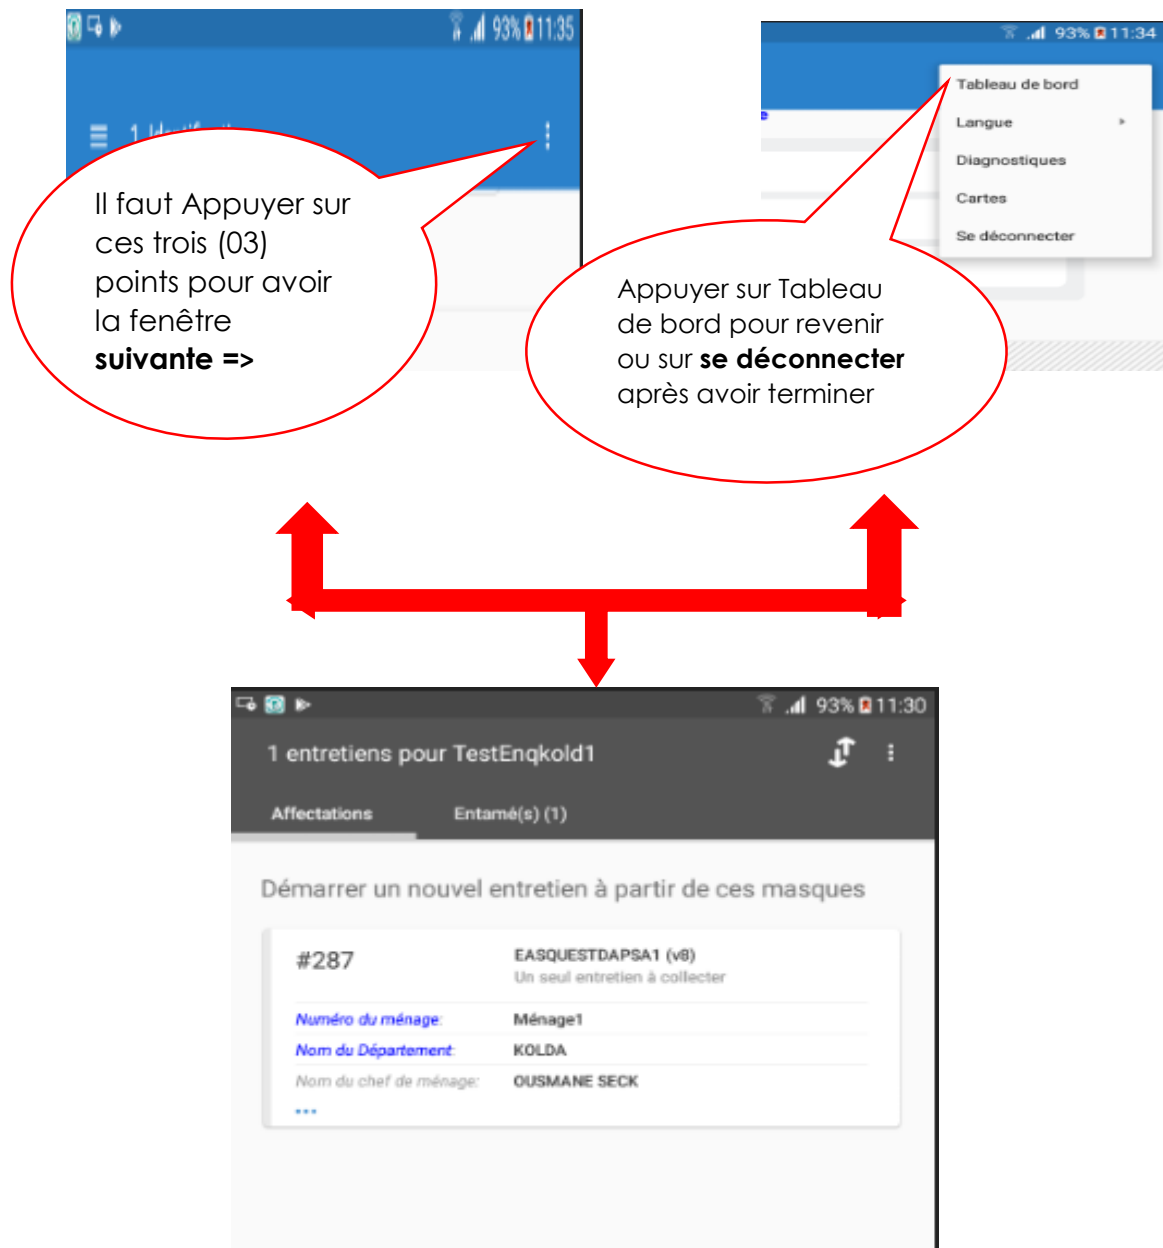 93% 11:35
Il faut Appuyer sur
ces trois (03)
points pour avoir
la fenêtre
suivante =>
93% 11:34
Tableau de bord
Langue
Diagnostiques
Cartes
Se déconnecter
Appuyer sur Tableau
de bord pour revenir
ou sur se déconnecter
après avoir terminer
93% 11:30
1 entretiens pour TestEnqkold1
Affectations Entamé(s) (1)
Démarrer un nouvel entretien à partir de ces masques
#287 EASQUESTDAPSA1 (v8)
Un seul entretien à collecter
Numéro du ménage: Ménage1
Nom du Département: KOLDA
Nom du chef de ménage: OUSMANE SECK
...